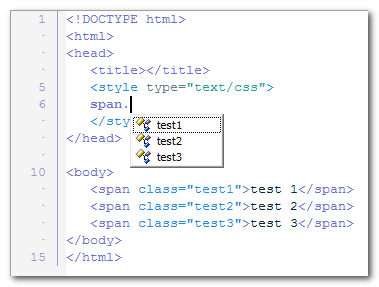 1 <!DOCTYPE html>
<html>
<head>
<title></title>
5 <style type="text/css">
6 span.
</sty
test1
test2
test3
</head>
10 <body>
<span class="test1">test 1</span>
<span class="test2">test 2</span>
<span class="test3">test 3</span>
</body>
15 </html>